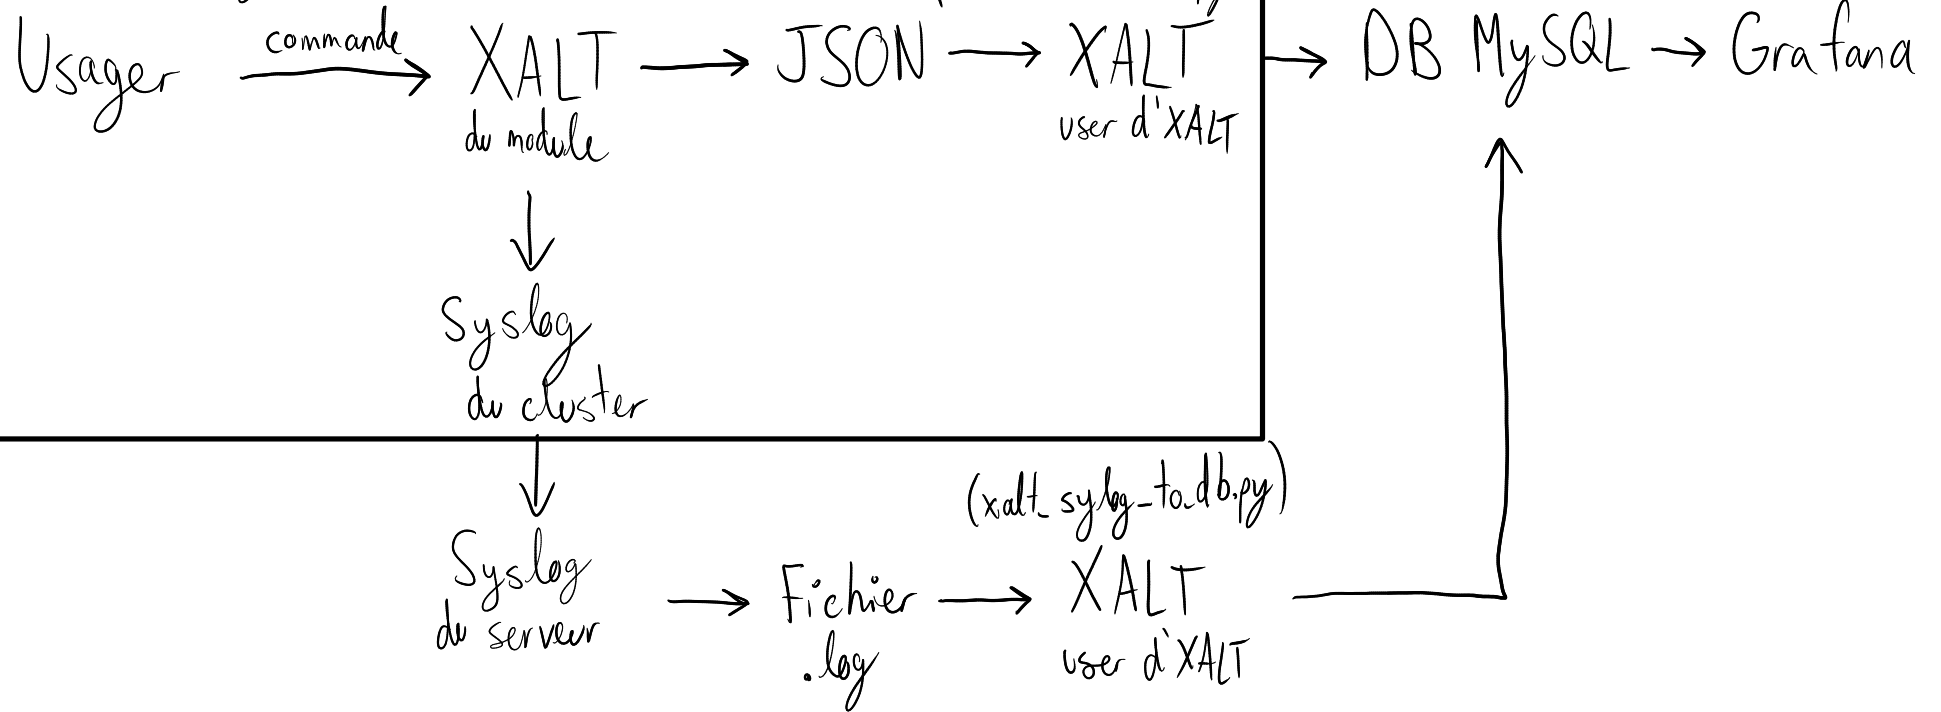 Usager
commande
XALT
du module
JSON
XALT
user d'XALT
DB MySQL
Grafana
Syslog
du cluster
(xalt_sylog_to_db.py)
Syslog
du serveur
Fichier
.log
XALT
user d'XALT